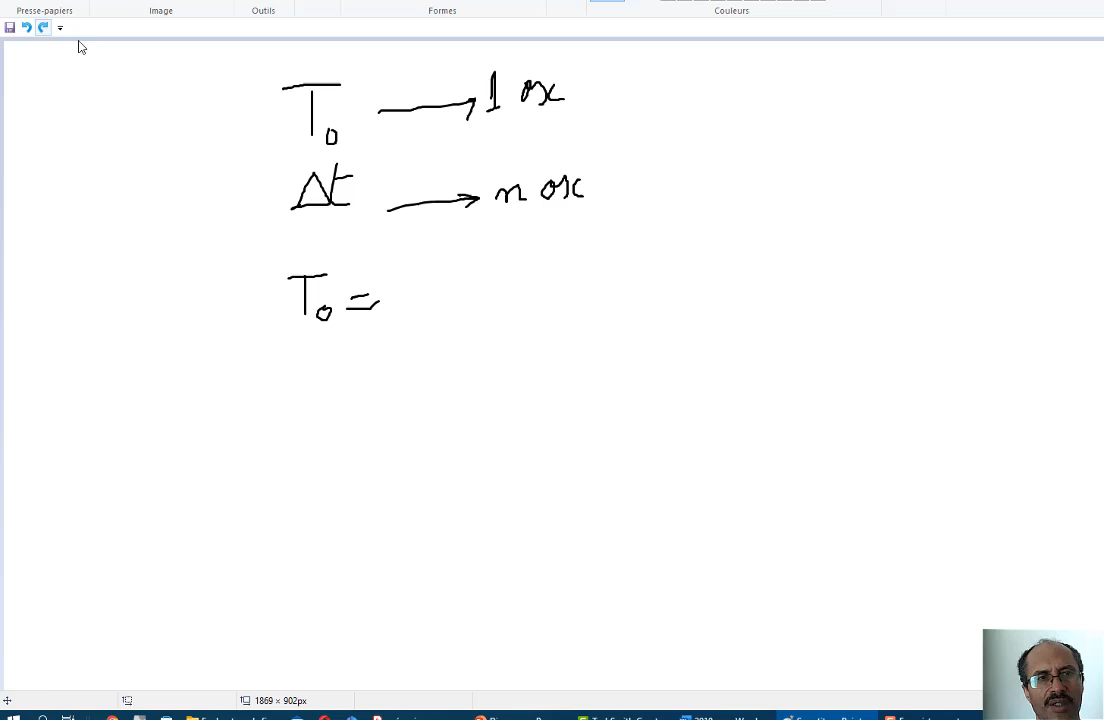 Presse-papiers Image Outils Formes Couleurs
T₀ → 1 osc
Δt → n osc
T₀ =
1869 × 902px